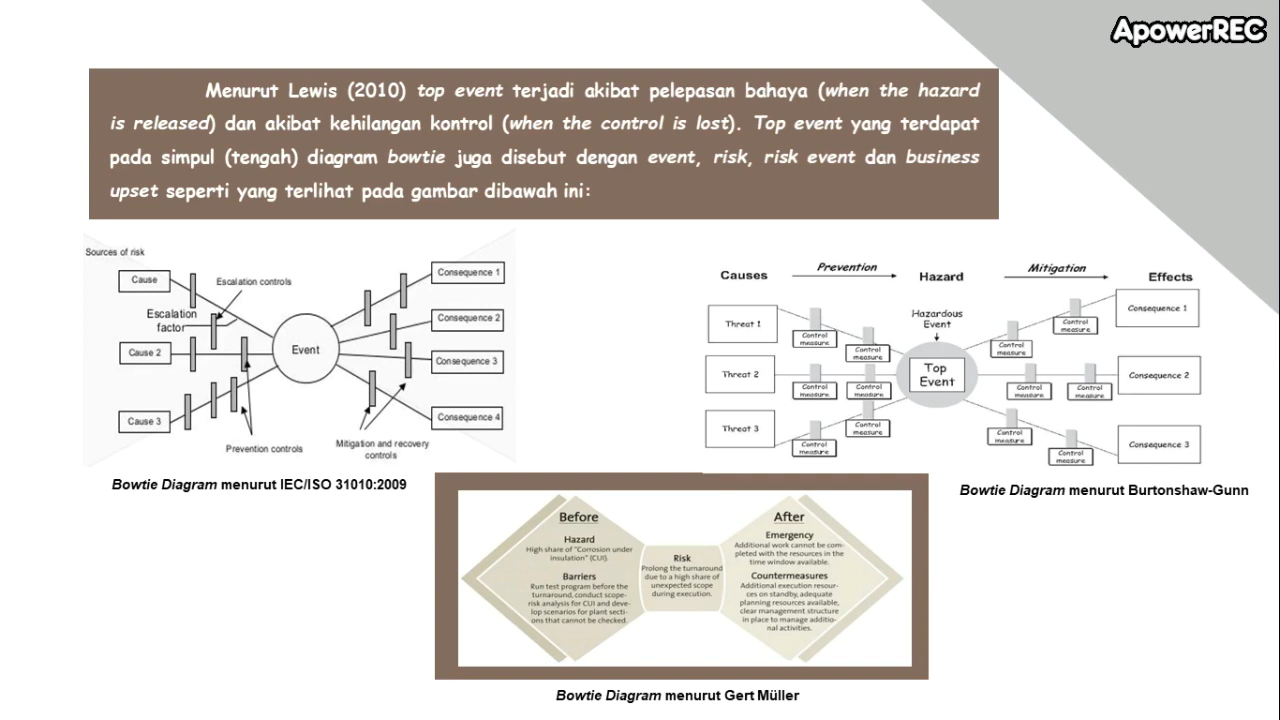 ApowerREC
Menurut Lewis (2010) top event terjadi akibat pelepasan bahaya (when the hazard
is released) dan akibat kehilangan kontrol (when the control is lost). Top event yang terdapat
pada simpul (tengah) diagram bowtie juga disebut dengan event, risk, risk event dan business
upset seperti yang terlihat pada gambar dibawah ini:
Sources of risk
Cause
Escalation controls
Escalation
factor
Cause 2
Cause 3
Event
Prevention controls
Mitigation and recovery
controls
Consequence 1
Consequence 2
Consequence 3
Consequence 4
Bowtie Diagram menurut IEC/ISO 31010:2009
Causes
Prevention
Hazard
Mitigation
Effects
Hazardous
Event
Threat 1
Control
measure
Control
measure
Threat 2
Control
measure
Control
measure
Threat 3
Control
measure
Control
measure
Top
Event
Control
measure
Control
measure
Consequence 1
Control
measure
Control
measure
Consequence 2
Control
measure
Control
measure
Consequence 3
Bowtie Diagram menurut Burtonshaw-Gunn
Before
Hazard
High share of "Corrosion under
insulation" (CUI).
Barriers
Run test program before the
turnaround, conduct scope-
risk analysis for CUI and deve-
lop scenarios for plant secti-
ons that cannot be checked.
Risk
Prolong the turnaround
due to a high share of
unexpected scope
during execution.
After
Emergency
Additional work cannot be com-
pleted with the resources in the
time window available.
Countermeasures
Additional execution resour-
ces on standby, adequate
planning resources available,
clear management structure
in place to manage additio-
nal activities.
Bowtie Diagram menurut Gert Müller